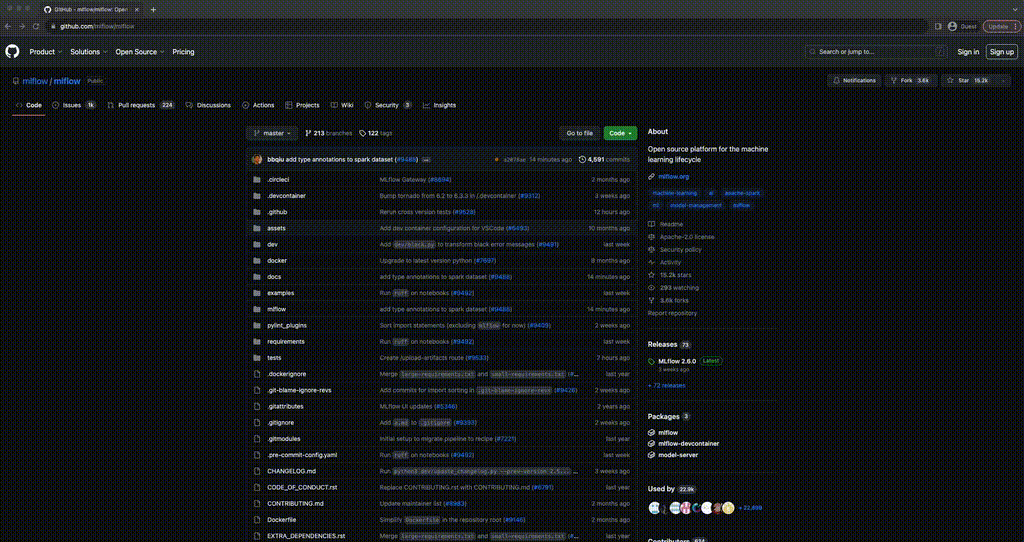 GitHub - mlflow/mlflow: Open
github.com/mlflow/mlflow
Guest
Update
Product
Solutions
Open Source
Pricing
Search or jump to...
/
Sign in
Sign up
mlflow / mlflow
Public
Notifications
Fork 3.6k
Star 15.2k
Code
Issues 1k
Pull requests 224
Discussions
Actions
Projects
Wiki
Security 3
Insights
master
213 branches
122 tags
Go to file
Code
bbqiu add type annotations to spark dataset (#9488)
14 minutes ago
4,591 commits
.circleci MLflow Gateway (#8694) 2 months ago
.devcontainer Bump tornado from 6.2 to 6.3.3 in /.devcontainer (#9312) 3 weeks ago
.github Rerun cross version tests (#9528) 12 hours ago
assets Add dev container configuration for VSCode 10 months ago
dev Add dev/black.py to transform black error messages (#9491) last week
docker Upgrade to latest version python (#7697) 8 months ago
docs add type annotations to spark dataset (#9488) 14 minutes ago
examples Run ruff on notebooks (#9492) last week
mlflow add type annotations to spark dataset (#9488) 14 minutes ago
pylint_plugins Sort import statements (excluding mlflow for now) (#9409) 2 weeks ago
requirements Run ruff on notebooks (#9492) last week
tests Create /upload-artifacts route (#9533) 7 hours ago
.dockerignore Merge large-requirements.txt and small-requirements.txt (#... last year
.git-blame-ignore-revs Add commits for import sorting in .git-blame-ignore-revs (#9428) 2 weeks ago
.gitattributes MLflow UI updates (#5346) 2 years ago
.gitignore Add a.md to .gitignore (#9393) 2 weeks ago
.gitmodules Initial setup to migrate pipeline to recipe (#7221) last year
.pre-commit-config.yaml Run ruff on notebooks (#9492) last week
CHANGELOG.md Run python3 dev/update_changelog.py --prev-version 2.5.... ... 3 weeks ago
CODE_OF_CONDUCT.rst Replace CONTRIBUTING.rst with CONTRIBUTING.md (#6791) last year
CONTRIBUTING.md Update maintainer list (#8983) 2 months ago
Dockerfile Simplify Dockerfile in the repository root (#9146) 2 months ago
EXTRA_DEPENDENCIES.rst Merge large-requirements.txt and small-requirements.txt (#... last year
About
Open source platform for the machine
learning lifecycle
mlflow.org
machine-learning ai apache-spark
ml model-management mlflow
Readme
Apache-2.0 license
Security policy
Activity
15.2k stars
293 watching
3.6k forks
Report repository
Releases 73
MLflow 2.6.0 Latest
3 weeks ago
+ 72 releases
Packages 3
mlflow
mlflow-devcontainer
model-server
Used by 22.9k
+ 22,889
Contributors 634